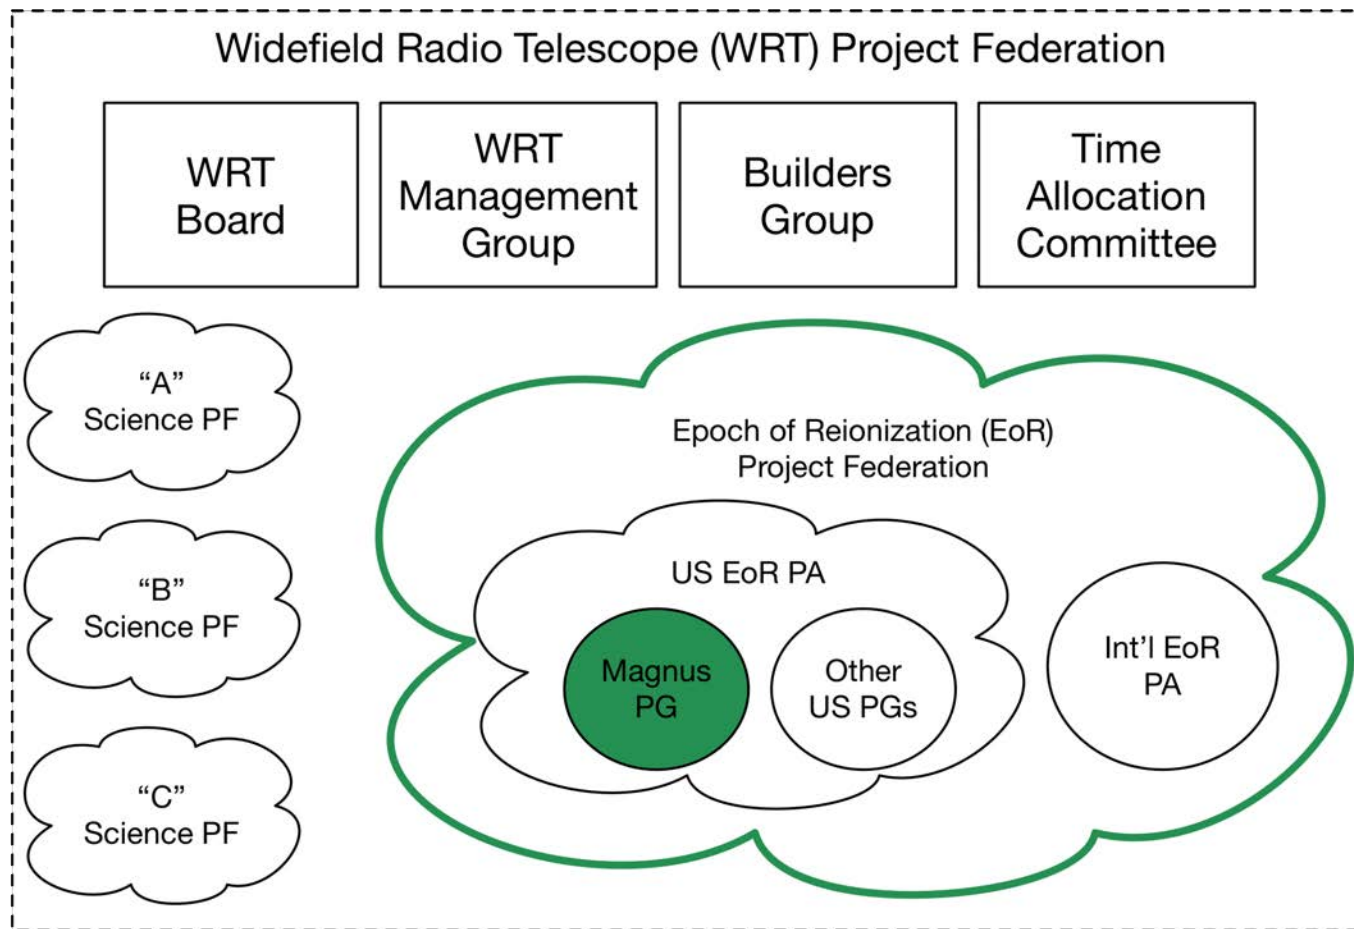 Widefield Radio Telescope (WRT) Project Federation
WRT
Board
WRT
Management
Group
Builders
Group
Time
Allocation
Committee
“A”
Science PF
“B”
Science PF
“C”
Science PF
Epoch of Reionization (EoR)
Project Federation
US EoR PA
Magnus
PG
Other
US PGs
Int’l EoR
PA